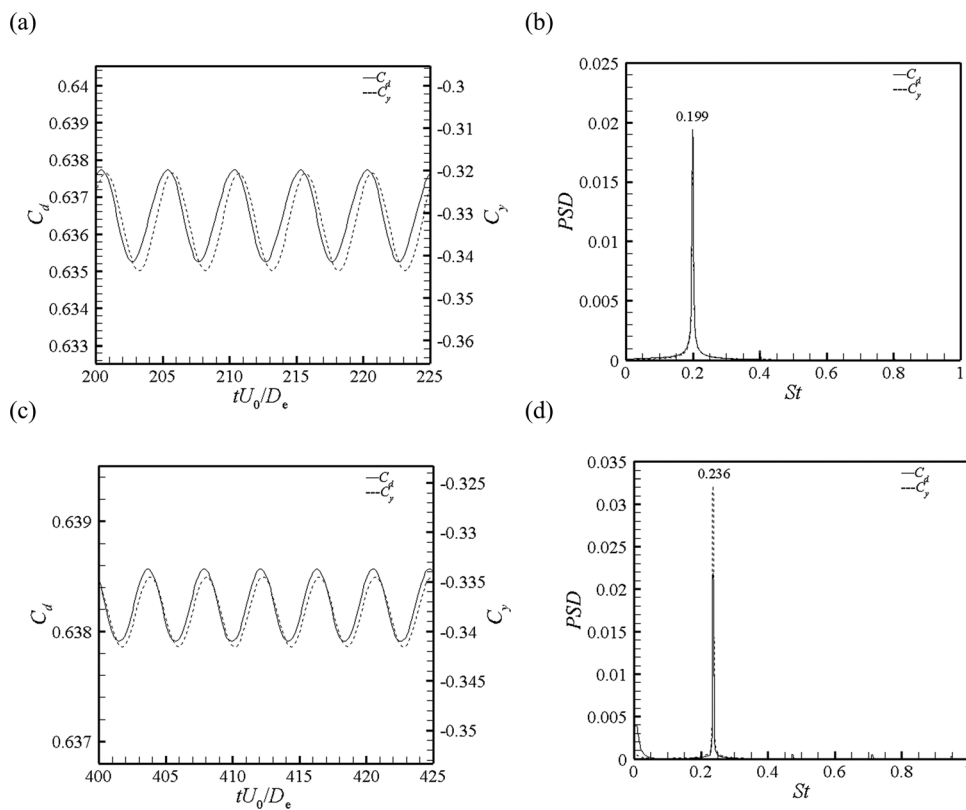 (a)
(b)
C_d
C_y
0.64
0.639
0.638
0.637
0.636
0.635
0.634
0.633
C_d
-0.3
-0.31
-0.32
-0.33
-0.34
-0.35
-0.36
C_y
200 205 210 215 220 225
tU_0/D_e
C_d
C_y
0.199
0.025
0.02
0.015
0.01
0.005
0
PSD
0 0.2 0.4 0.6 0.8 1
St
(c)
(d)
C_d
C_y
0.639
0.638
0.637
C_d
-0.325
-0.33
-0.335
-0.34
-0.345
-0.35
C_y
400 405 410 415 420 425
tU_0/D_e
C_d
C_y
0.236
0.035
0.03
0.025
0.02
0.015
0.01
0.005
0
PSD
0 0.2 0.4 0.6 0.8 1
St